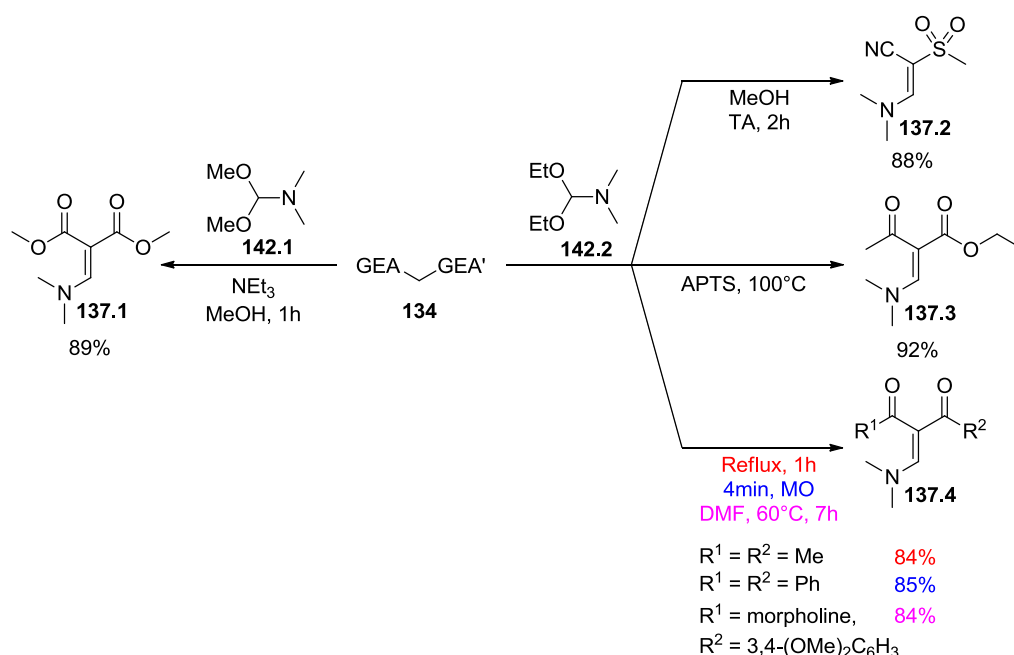 O O
NC S
MeOH
TA, 2h
N 137.2
88%
MeO
N
MeO
142.1
NEt3
MeOH, 1h
O O
O O
N
137.1
89%
GEA GEA'
134
EtO
N
EtO
142.2
APTS, 100°C
O O
O
N
137.3
92%
Reflux, 1h
4min, MO
DMF, 60°C, 7h
O O
R1 R2
N
137.4
R1 = R2 = Me 84%
R1 = R2 = Ph 85%
R1 = morpholine, 84%
R2 = 3,4-(OMe)2C6H3